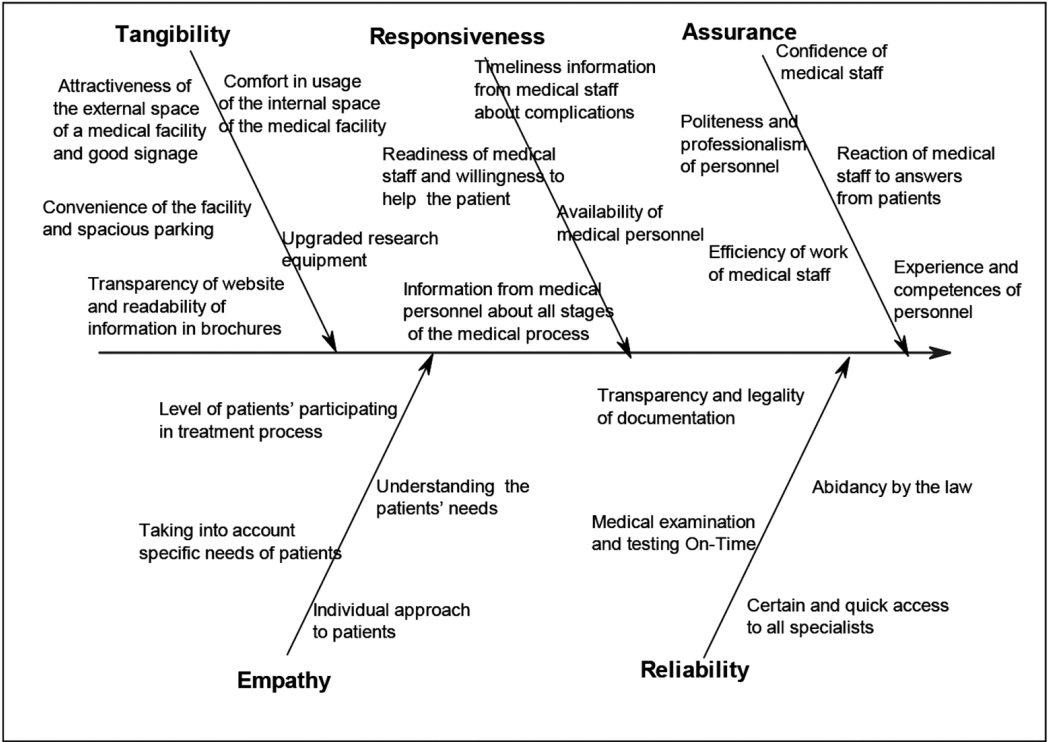 Tangibility
Attractiveness of
the external space
of a medical facility
and good signage
Comfort in usage
of the internal space
of the medical facility
Convenience of the facility
and spacious parking
Upgraded research
equipment
Transparency of website
and readability of
information in brochures
Responsiveness
Timeliness information
from medical staff
about complications
Readiness of medical
staff and willingness to
help the patient
Availability of
medical personnel
Information from medical
personnel about all stages
of the medical process
Assurance
Confidence of
medical staff
Politeness and
professionalism
of personnel
Reaction of medical
staff to answers
from patients
Efficiency of work
of medical staff
Experience and
competences of
personnel
Level of patients' participating
in treatment process
Understanding the
patients' needs
Taking into account
specific needs of patients
Individual approach
to patients
Empathy
Transparency and legality
of documentation
Abidancy by the law
Medical examination
and testing On-Time
Certain and quick access
to all specialists
Reliability